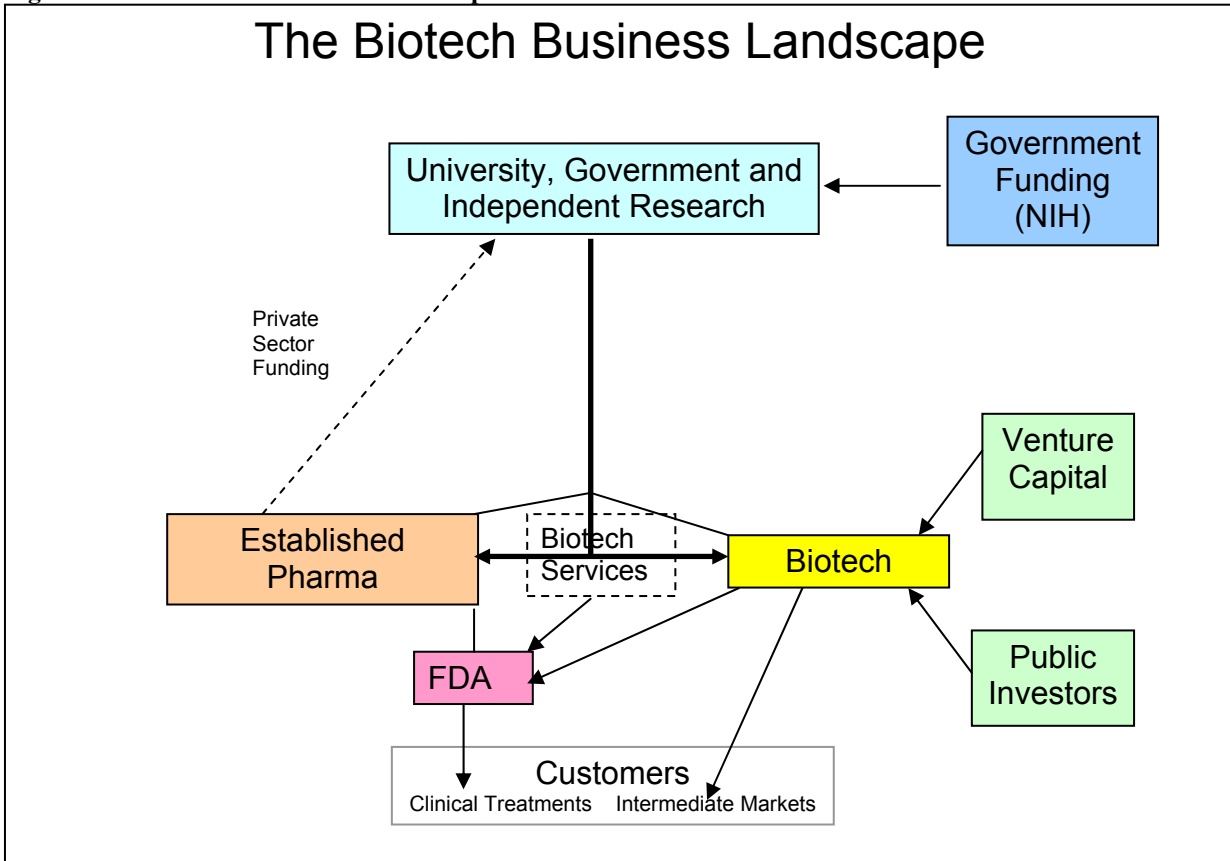 The Biotech Business Landscape
University, Government and
Independent Research
Government
Funding
(NIH)
Private
Sector
Funding
Venture
Capital
Established
Pharma
Biotech
Services
Biotech
FDA
Public
Investors
Customers
Clinical Treatments Intermediate Markets